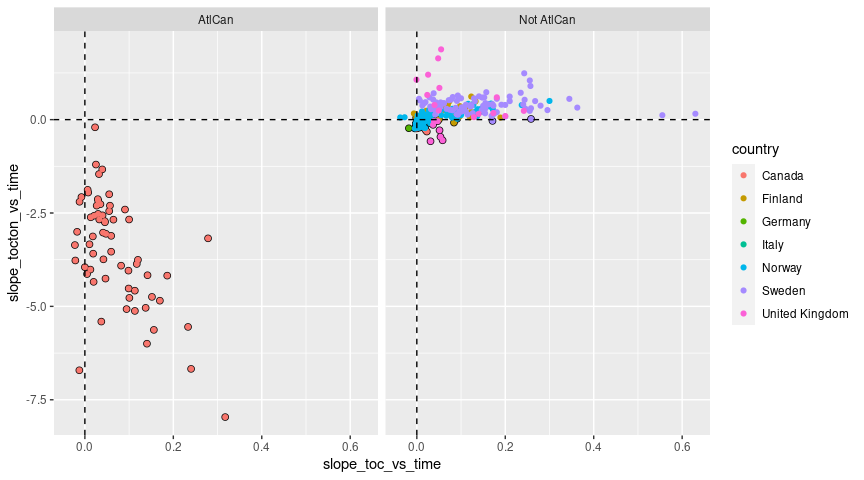 AtlCan
Not AtlCan
0.0
-2.5
-5.0
-7.5
slope_tocton_vs_time
0.0
0.2
0.4
0.6
0.0
0.2
0.4
0.6
slope_toc_vs_time
country
Canada
Finland
Germany
Italy
Norway
Sweden
United Kingdom